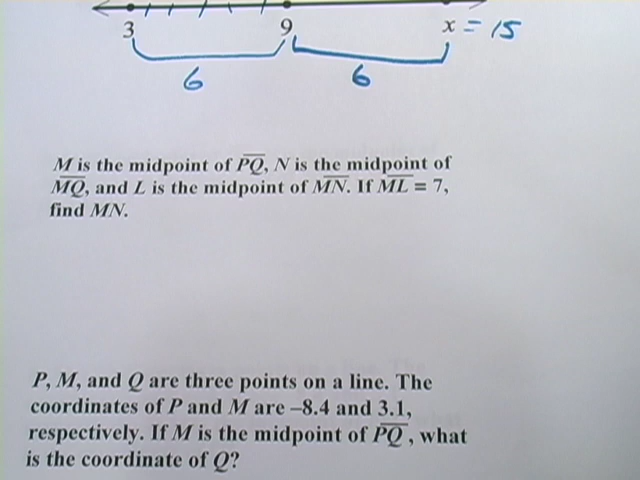 3 9 x = 15
6 6
M is the midpoint of PQ, N is the midpoint of
MQ, and L is the midpoint of MN. If ML = 7,
find MN.
P, M, and Q are three points on a line. The
coordinates of P and M are –8.4 and 3.1,
respectively. If M is the midpoint of PQ, what
is the coordinate of Q?